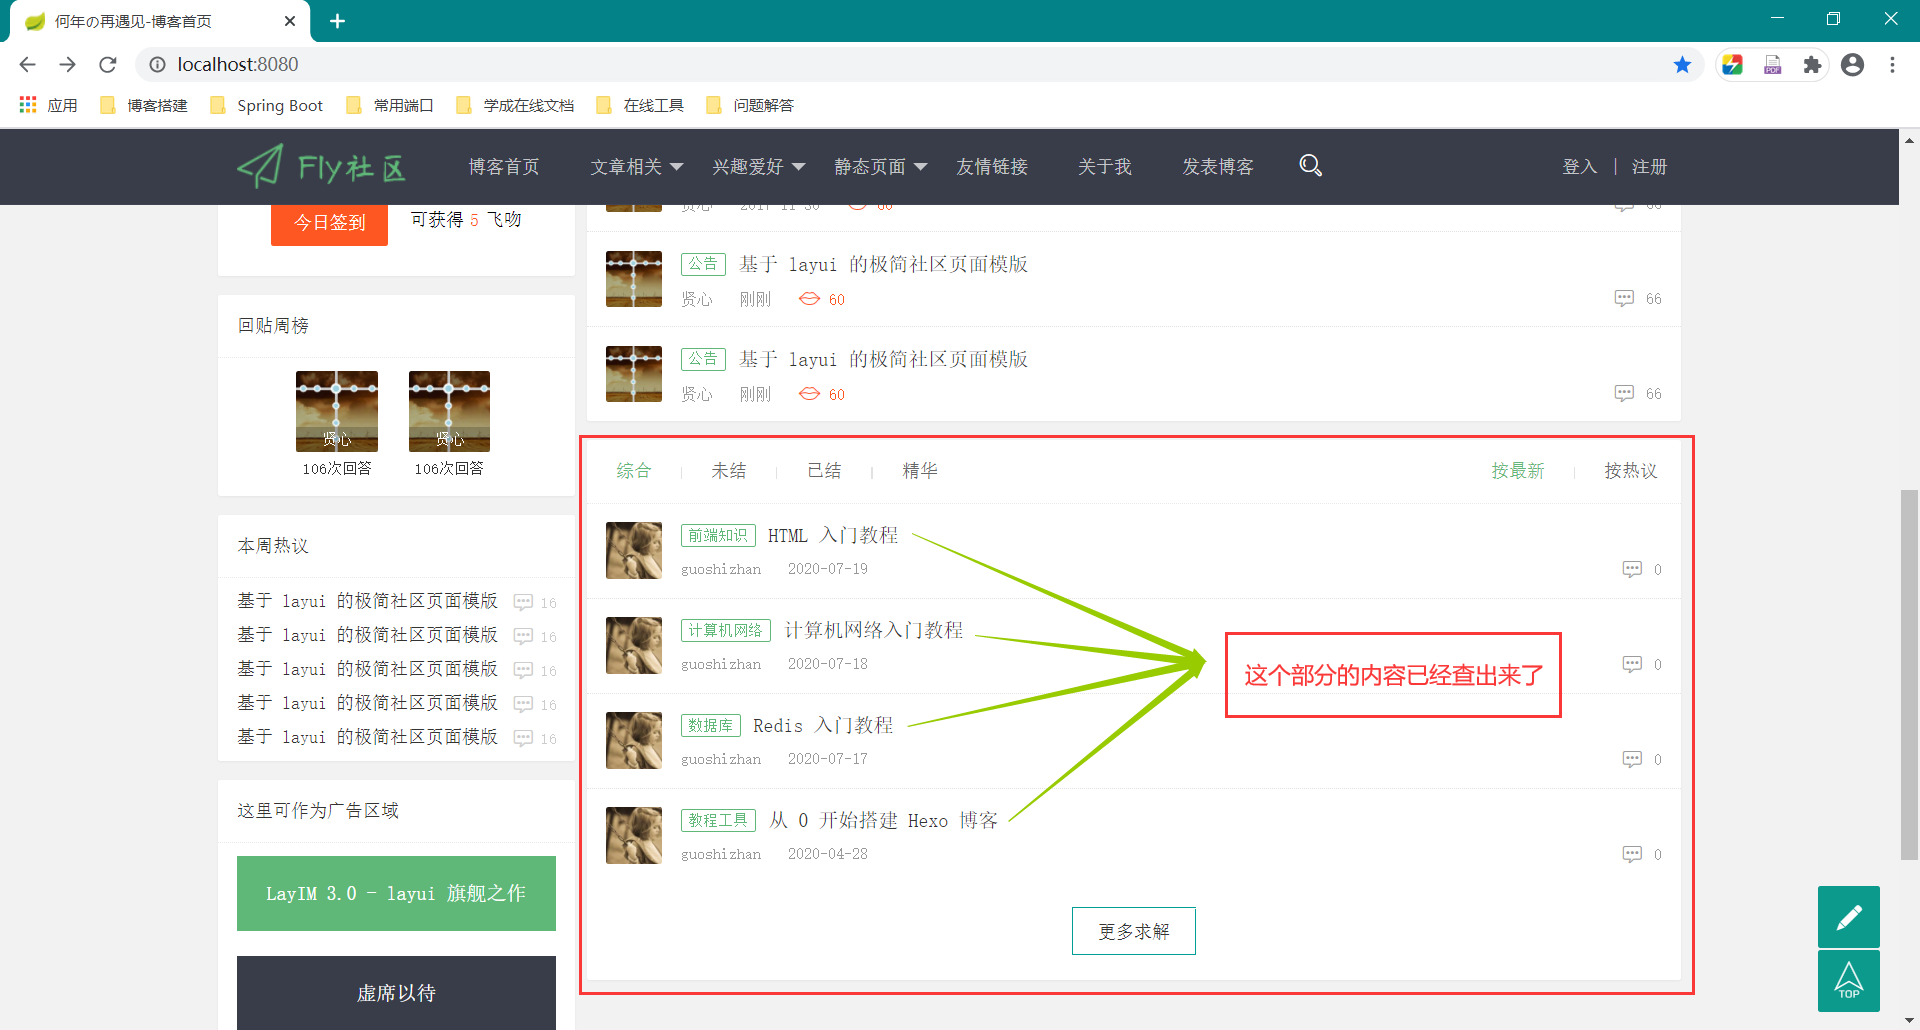 何年の再遇见-博客首页
localhost:8080
应用 博客搭建 Spring Boot 常用端口 学成在线文档 在线工具 问题解答
Fly社区 博客首页 文章相关 兴趣爱好 静态页面 友情链接 关于我 发表博客 登入 | 注册
今日签到 可获得 5 飞吻
贤心 2017-11-30 60 66
公告 基于 layui 的极简社区页面模版
贤心 刚刚 60 66
公告 基于 layui 的极简社区页面模版
贤心 刚刚 60 66
回贴周榜
贤心 贤心
106次回答 106次回答
本周热议
基于 layui 的极简社区页面模版 16
基于 layui 的极简社区页面模版 16
基于 layui 的极简社区页面模版 16
基于 layui 的极简社区页面模版 16
基于 layui 的极简社区页面模版 16
这里可作为广告区域
LayIM 3.0 - layui 旗舰之作
虚席以待
综合 | 未结 | 已结 | 精华 按最新 | 按热议
前端知识 HTML 入门教程
guoshizhan 2020-07-19 0
计算机网络 计算机网络入门教程
guoshizhan 2020-07-18 0
数据库 Redis 入门教程
guoshizhan 2020-07-17 0
教程工具 从 0 开始搭建 Hexo 博客
guoshizhan 2020-04-28 0
这个部分的内容已经查出来了
更多求解
TOP
PDF